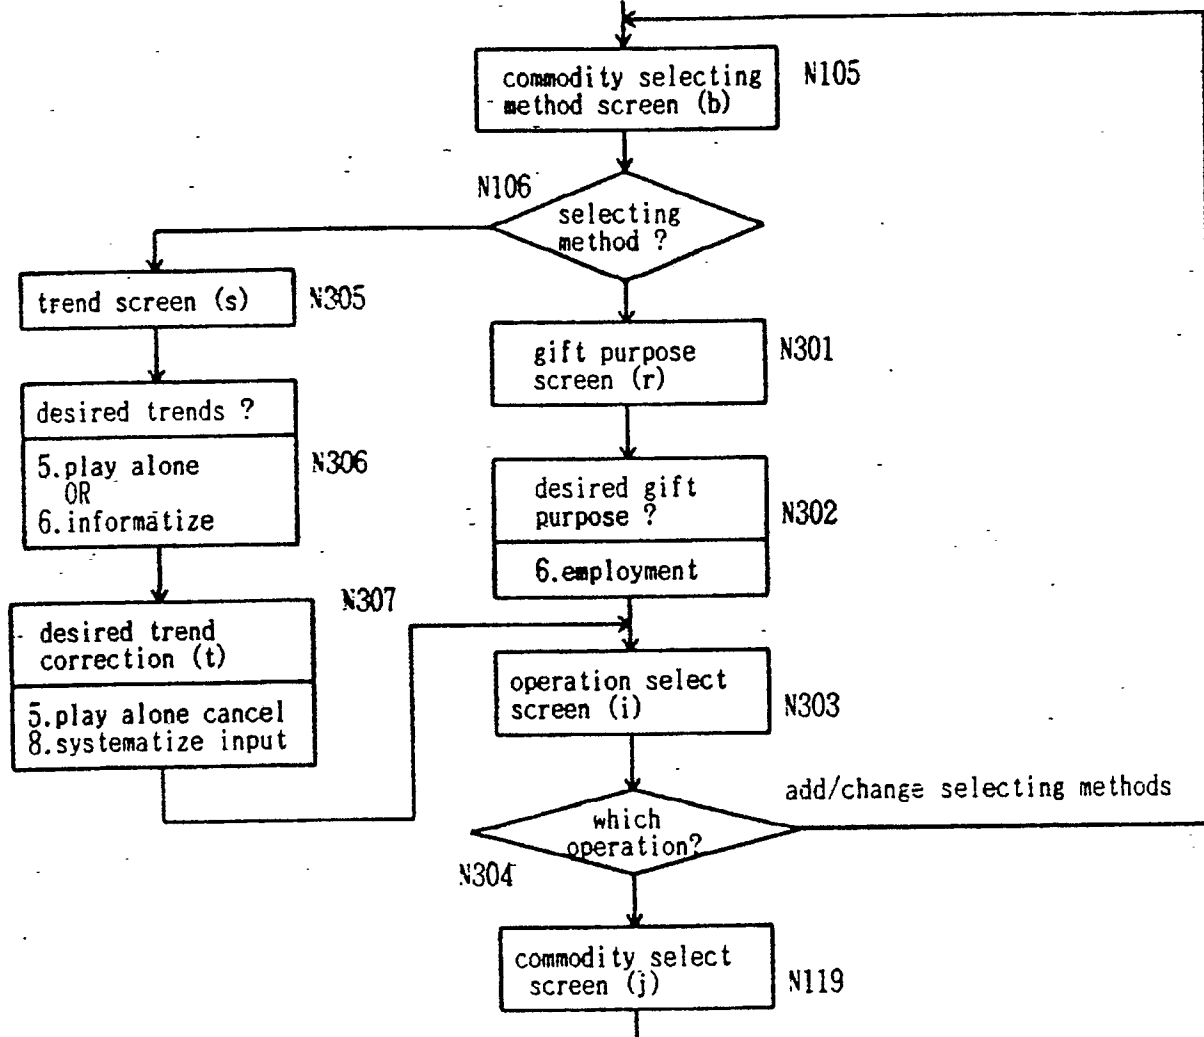 commodity selecting
method screen (b)
N105
N106
selecting
method ?
trend screen (s)
N305
gift purpose
screen (r)
N301
desired trends ?
5.play alone
OR
6.informatize
N306
desired gift
purpose ?
6.employment
N302
N307
desired trend
correction (t)
5.play alone cancel
8.systematize input
operation select
screen (i)
N303
add/change selecting methods
which
operation?
N304
commodity select
screen (j)
N119